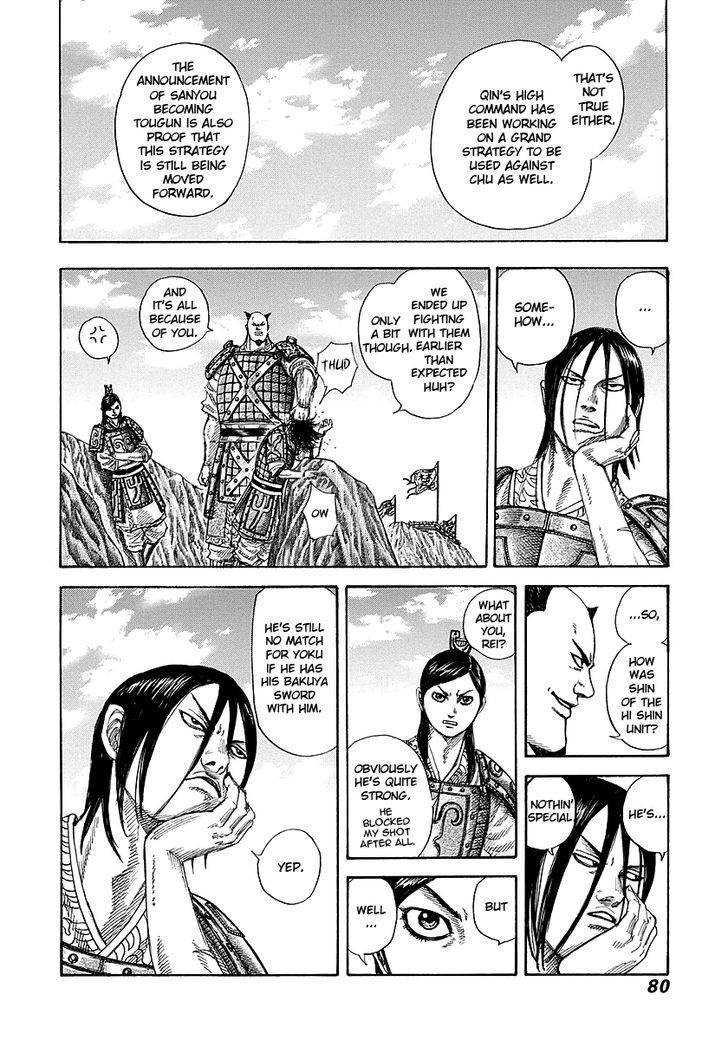 THAT'S
NOT
TRUE
EITHER.
QIN'S HIGH
COMMAND HAS
BEEN WORKING
ON A GRAND
STRATEGY TO BE
USED AGAINST
CHU AS WELL.
THE
ANNOUNCEMENT
OF SANYOU
BECOMING
TOUGUN IS ALSO
PROOF THAT
THIS STRATEGY
IS STILL BEING
MOVED
FORWARD.
...
SOME-
HOW...
WE
ENDED UP
FIGHTING
WITH THEM
EARLIER
THAN
EXPECTED
HUH?
ONLY
A BIT
THOUGH.
THUD
OW
AND
IT'S ALL
BECAUSE
OF YOU.
...SO,
HOW
WAS
SHIN
OF THE
HI SHIN
UNIT?
HE'S...
NOTHIN'
SPECIAL
WHAT
ABOUT
YOU,
REI?
OBVIOUSLY
HE'S QUITE
STRONG.
HE
BLOCKED
MY SHOT
AFTER ALL.
BUT
WELL
...
HE'S STILL
NO MATCH
FOR YOKU
IF HE HAS
HIS BAKUYA
SWORD
WITH HIM.
YEP.
80